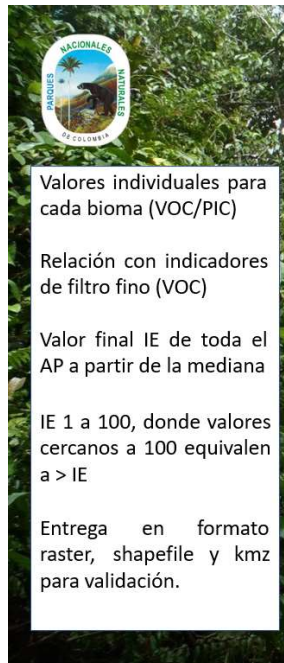 PARQUES
NACIONALES
NATURALES
DE COLOMBIA
Valores individuales para
cada bioma (VOC/PIC)
Relación con indicadores
de filtro fino (VOC)
Valor final IE de toda el
AP a partir de la mediana
IE 1 a 100, donde valores
cercanos a 100 equivalen
a > IE
Entrega en formato
raster, shapefile y kmz
para validación.